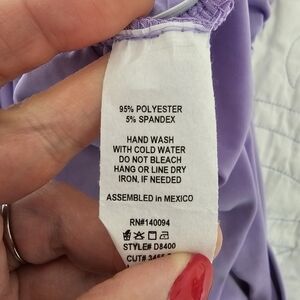 95% POLYESTER
5% SPANDEX
HAND WASH
WITH COLD WATER
DO NOT BLEACH
HANG OR LINE DRY
IRON, IF NEEDED
ASSEMBLED in MEXICO
RN#140094
STYLE# D8400
CUT#